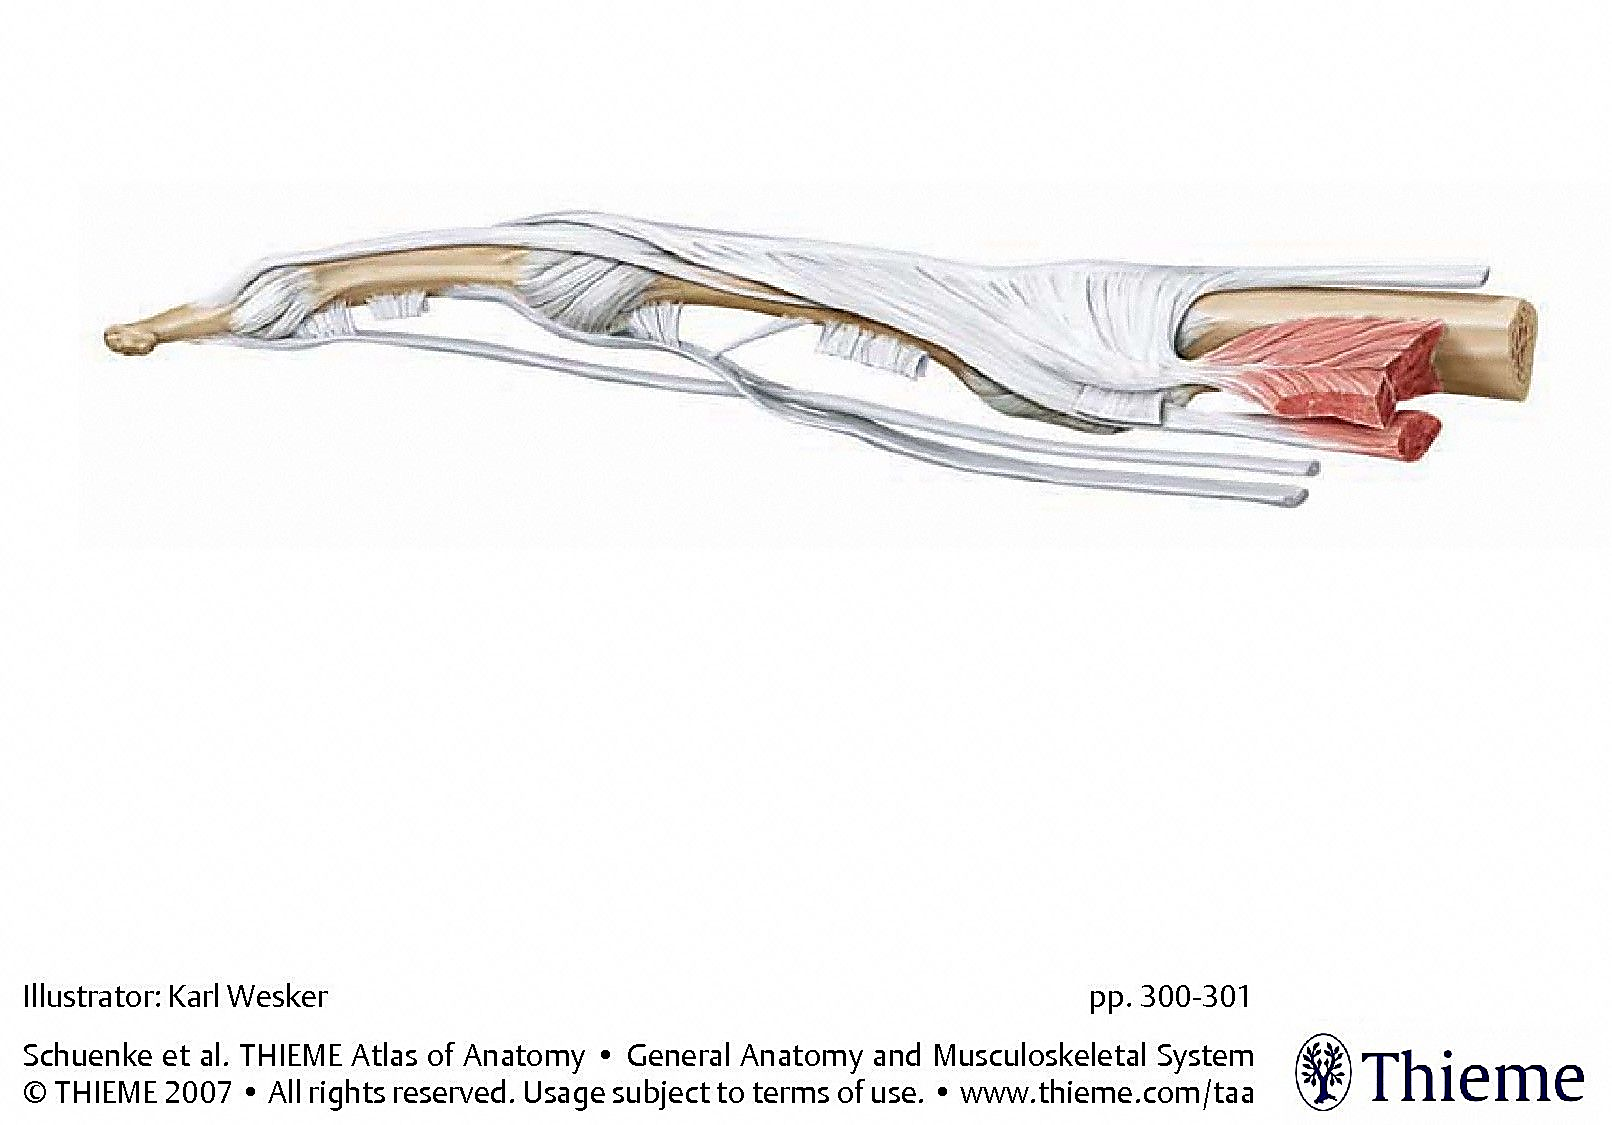 Illustrator: Karl Wesker
pp. 300-301
Schuenke et al. THIEME Atlas of Anatomy • General Anatomy and Musculoskeletal System
© THIEME 2007 • All rights reserved. Usage subject to terms of use. • www.thieme.com/taa
Thieme